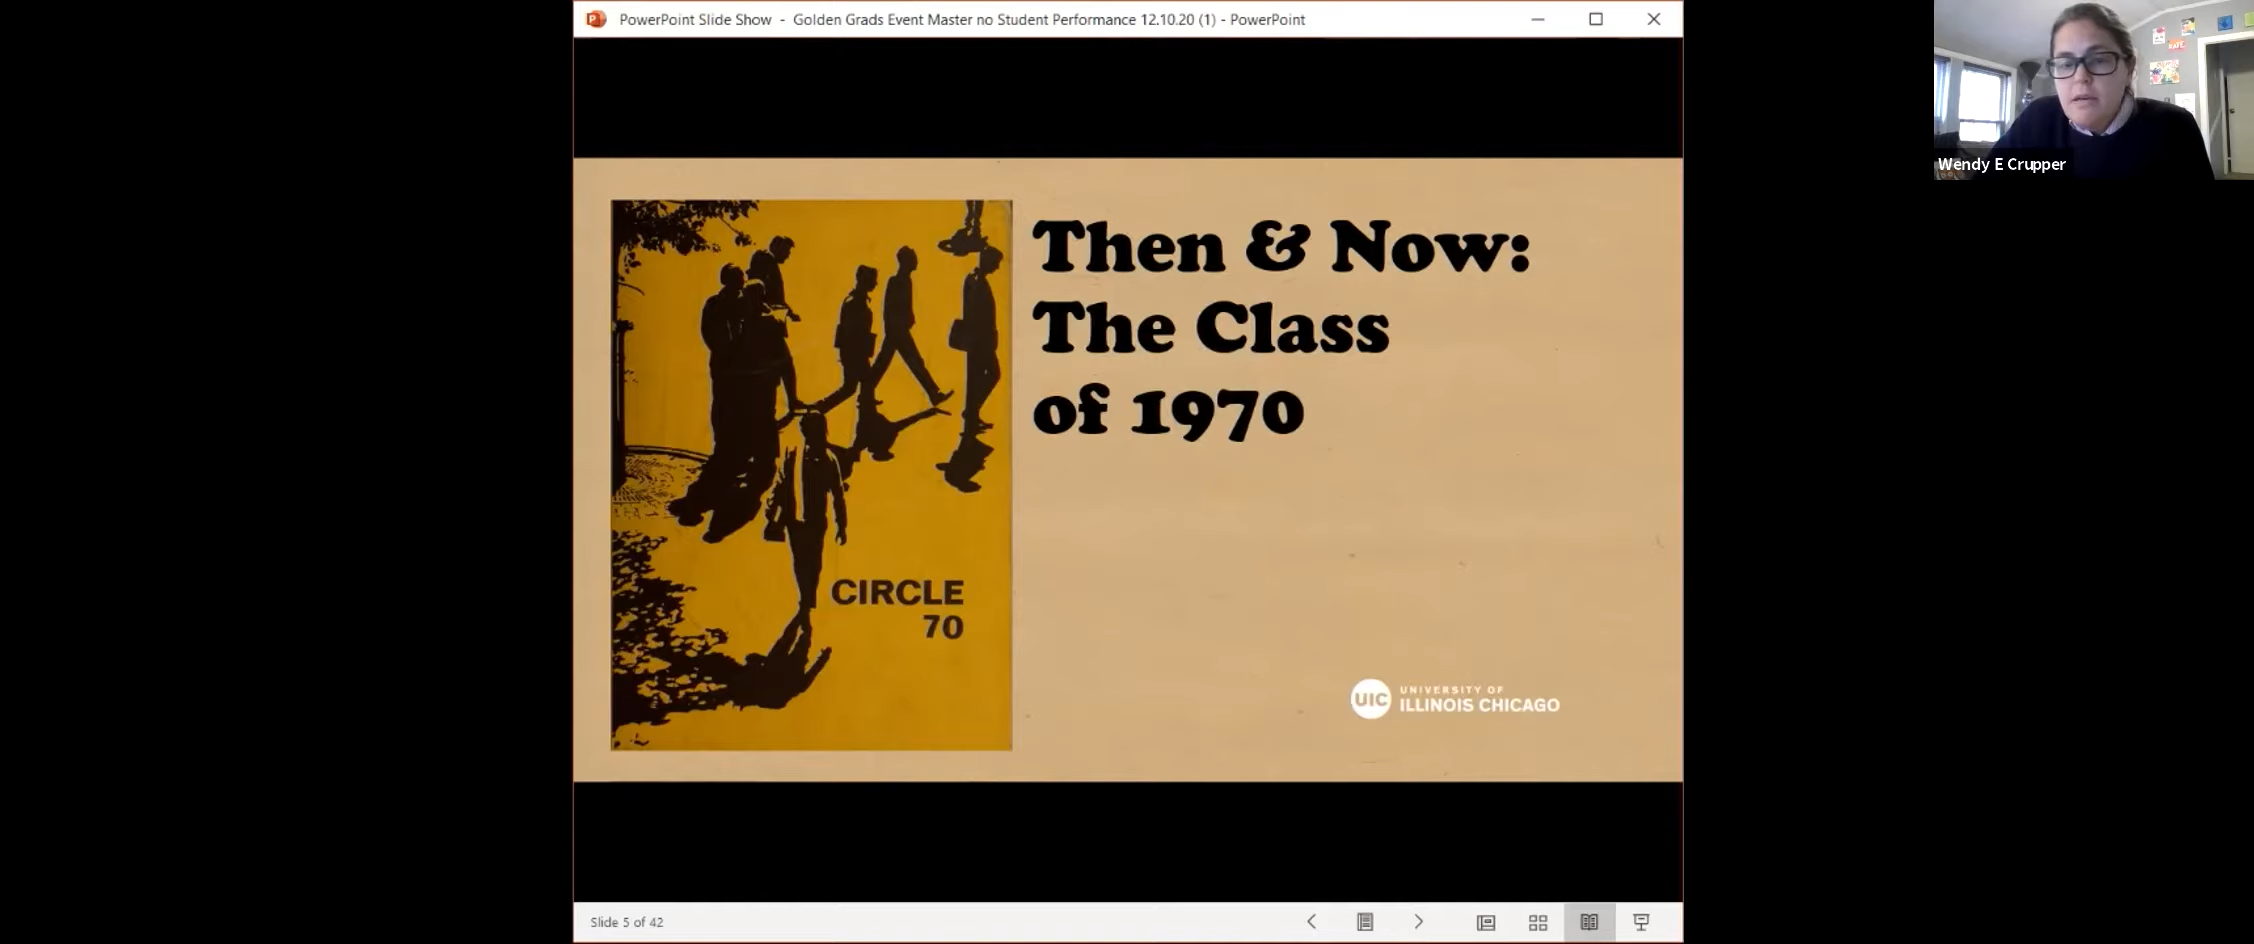 PowerPoint Slide Show - Golden Grads Event Master no Student Performance 12.10.20 (1) - PowerPoint
Wendy E Crupper
Then & Now:
The Class
of 1970
CIRCLE
70
UIC
UNIVERSITY OF
ILLINOIS CHICAGO
Slide 5 of 42